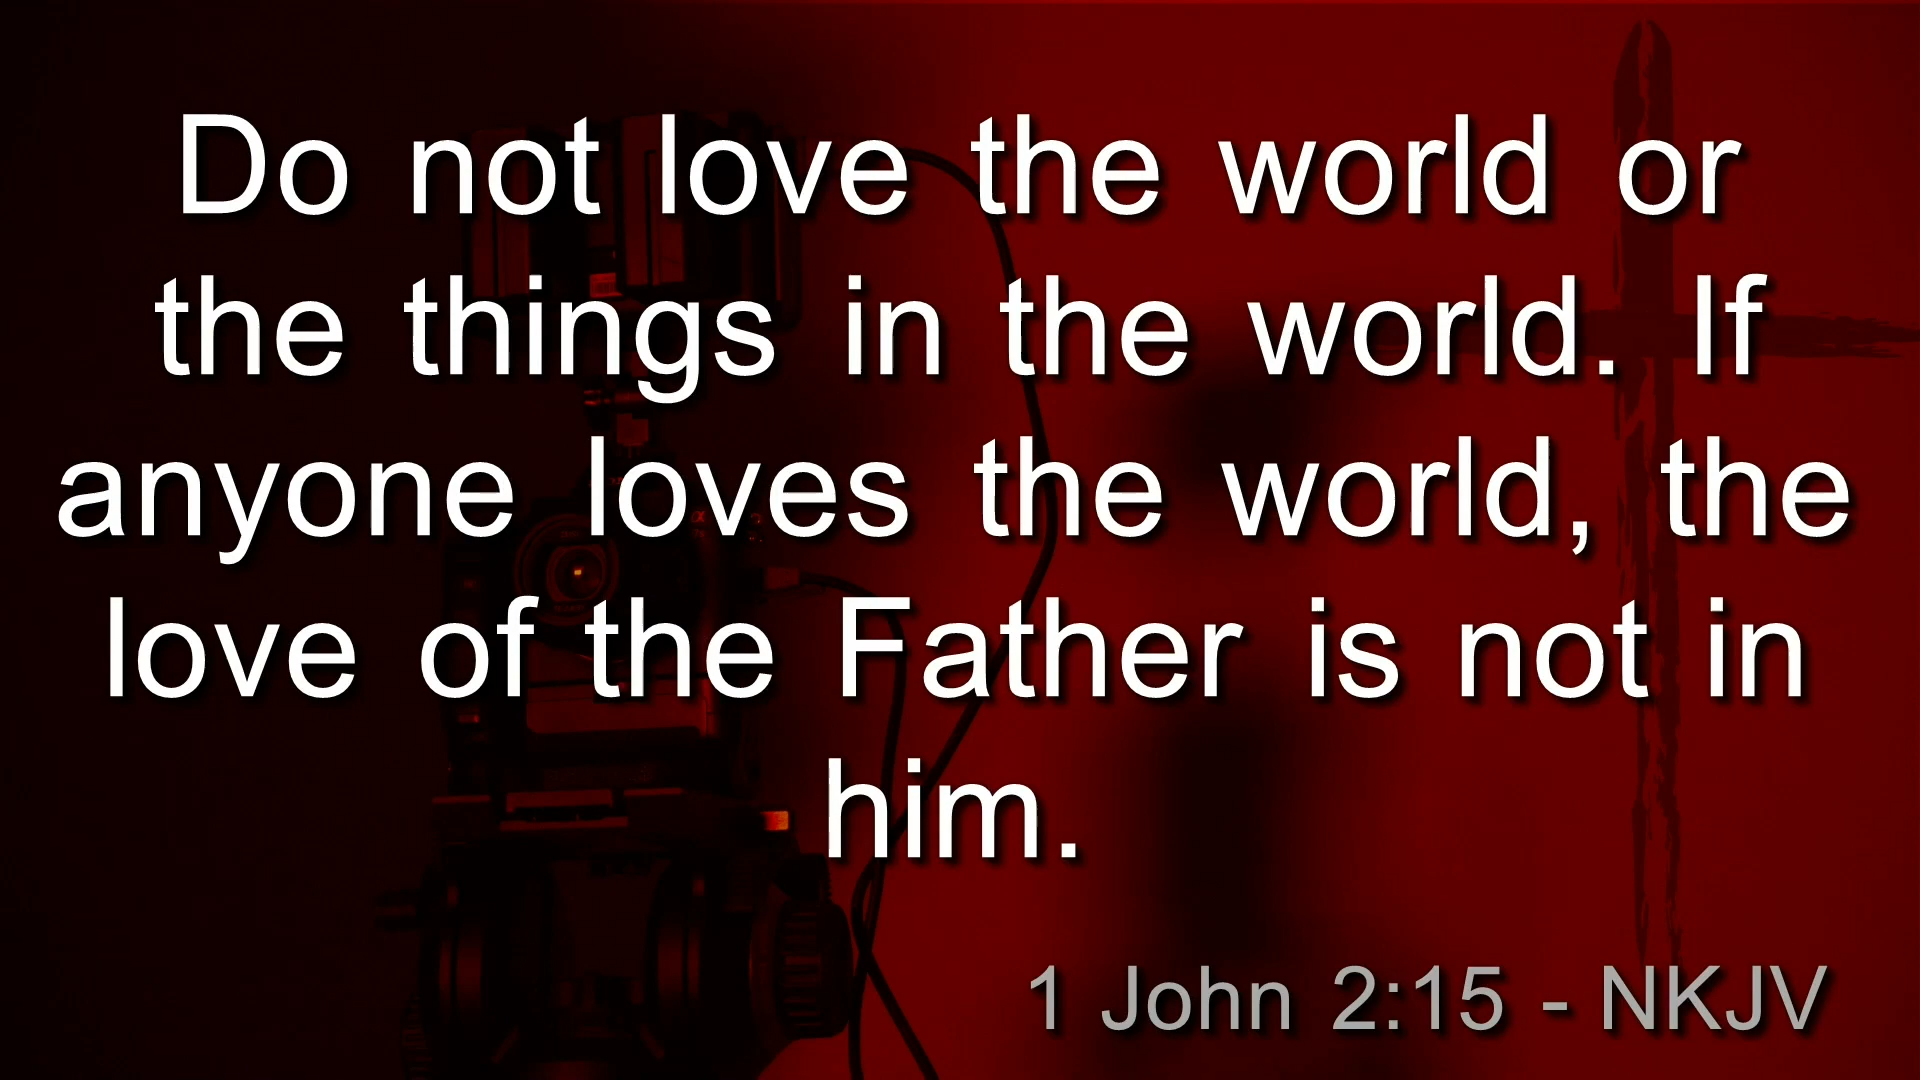 Do not love the world or
the things in the world. If
anyone loves the world, the
love of the Father is not in
him.
1 John 2:15 - NKJV